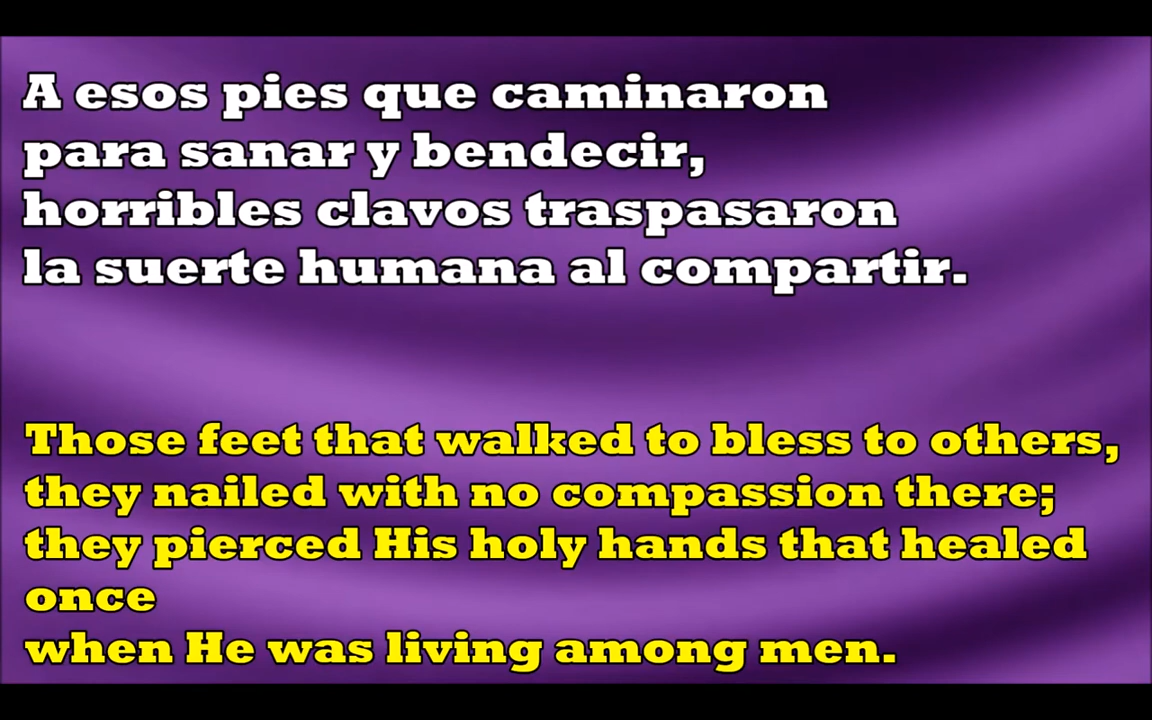 A esos pies que caminaron
para sanar y bendecir,
horribles clavos traspasaron
la suerte humana al compartir.
Those feet that walked to bless to others,
they nailed with no compassion there;
they pierced His holy hands that healed
once
when He was living among men.